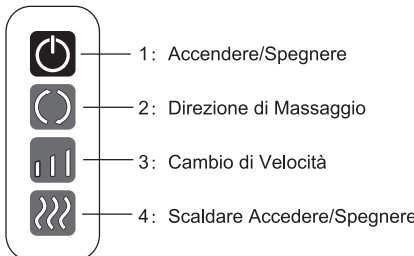 1: Accendere/Spegnere
2: Direzione di Massaggio
3: Cambio di Velocità
4: Scaldare Accedere/Spegnere